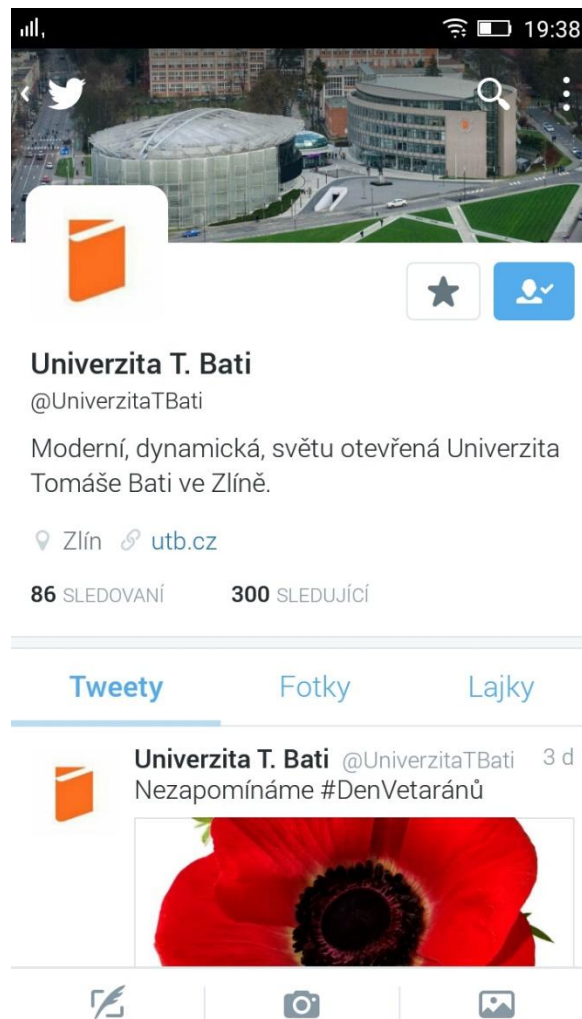 19:38
Univerzita T. Bati
@UniverzitaTBati
Moderní, dynamická, světu otevřená Univerzita
Tomáše Bati ve Zlíně.
Zlín utb.cz
86 SLEDOVANÍ 300 SLEDUJÍCÍ
Tweety Fotky Lajky
Univerzita T. Bati @UniverzitaTBati 3 d
Nezapomínáme #DenVetaránů